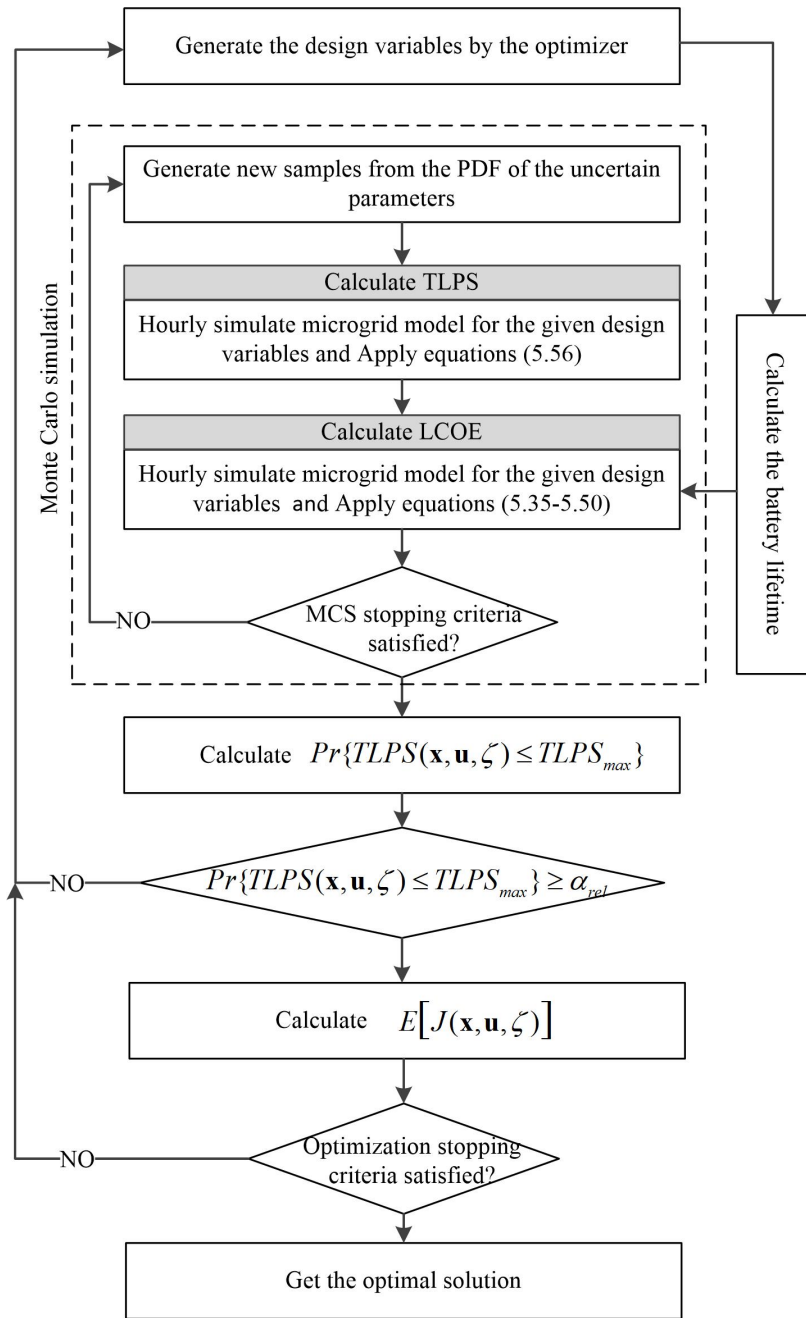 Generate the design variables by the optimizer
Generate new samples from the PDF of the uncertain
parameters
Calculate TLPS
Hourly simulate microgrid model for the given design
variables and Apply equations (5.56)
Calculate LCOE
Hourly simulate microgrid model for the given design
variables and Apply equations (5.35-5.50)
MCS stopping criteria
satisfied?
NO
Monte Carlo simulation
Calculate the battery lifetime
Calculate Pr{TLPS(x,u,ζ) ≤ TLPS_max}
Pr{TLPS(x,u,ζ) ≤ TLPS_max} ≥ α_rel
NO
Calculate E[J(x,u,ζ)]
Optimization stopping
criteria satisfied?
NO
Get the optimal solution